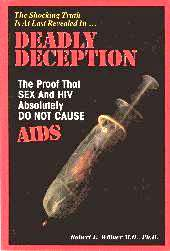 The Shocking Truth
Is At Last Revealed In ...
DEADLY
DECEPTION
The Proof That
SEX And HIV
Absolutely
DO NOT CAUSE
AIDS
Robert E. Willner M.D., Ph.D.